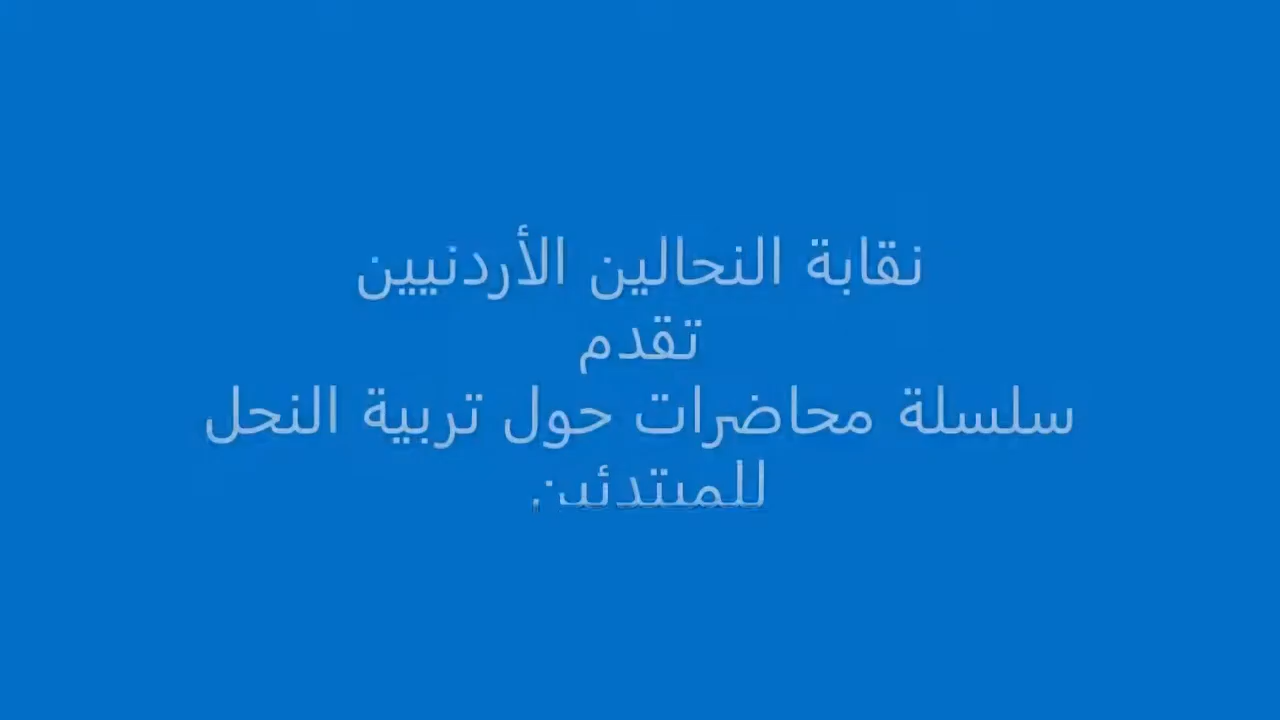 نقابة النحالين الأردنيين
تقدم
سلسلة محاضرات حول تربية النحل
للمبتدئين